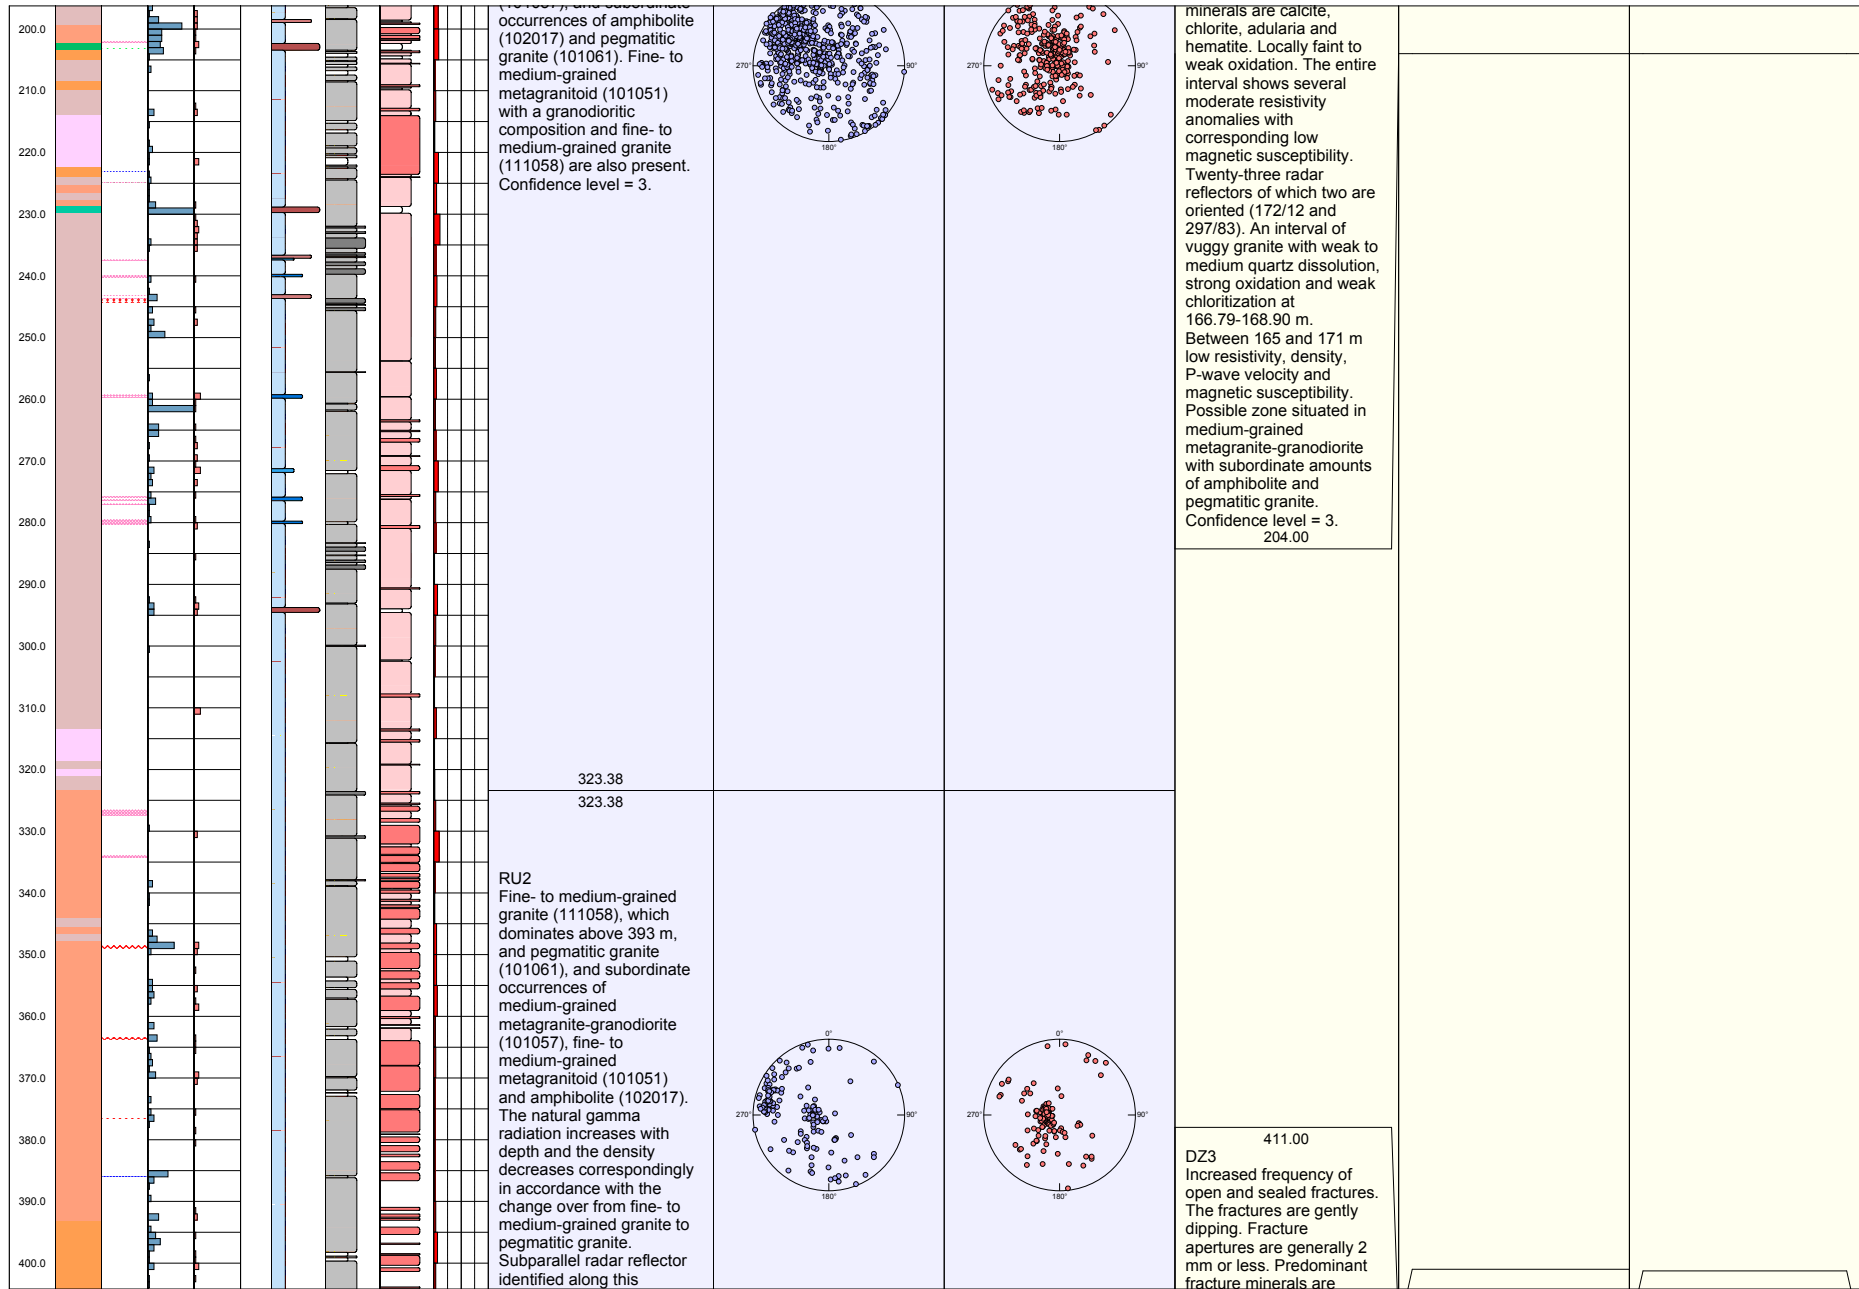 200.0
210.0
220.0
230.0
240.0
250.0
260.0
270.0
280.0
290.0
300.0
310.0
320.0
330.0
340.0
350.0
360.0
370.0
380.0
390.0
400.0
occurrences of amphibolite
(102017) and pegmatitic
granite (101061). Fine- to
medium-grained
metagranitoid (101051)
with a granodioritic
composition and fine- to
medium-grained granite
(111058) are also present.
Confidence level = 3.
323.38
323.38
RU2
Fine- to medium-grained
granite (111058), which
dominates above 393 m,
and pegmatitic granite
(101061), and subordinate
occurrences of
medium-grained
metagranite-granodiorite
(101057), fine- to
medium-grained
metagranitoid (101051)
and amphibolite (102017).
The natural gamma
radiation increases with
depth and the density
decreases correspondingly
in accordance with the
change over from fine- to
medium-grained granite to
pegmatitic granite.
Subparallel radar reflector
identified along this
270°
90°
180°
270°
90°
180°
0°
270°
90°
180°
0°
270°
90°
180°
minerals are calcite,
chlorite, adularia and
hematite. Locally faint to
weak oxidation. The entire
interval shows several
moderate resistivity
anomalies with
corresponding low
magnetic susceptibility.
Twenty-three radar
reflectors of which two are
oriented (172/12 and
297/83). An interval of
vuggy granite with weak to
medium quartz dissolution,
strong oxidation and weak
chloritization at
166.79-168.90 m.
Between 165 and 171 m
low resistivity, density,
P-wave velocity and
magnetic susceptibility.
Possible zone situated in
medium-grained
metagranite-granodiorite
with subordinate amounts
of amphibolite and
pegmatitic granite.
Confidence level = 3.
204.00
411.00
DZ3
Increased frequency of
open and sealed fractures.
The fractures are gently
dipping. Fracture
apertures are generally 2
mm or less. Predominant
fracture minerals are